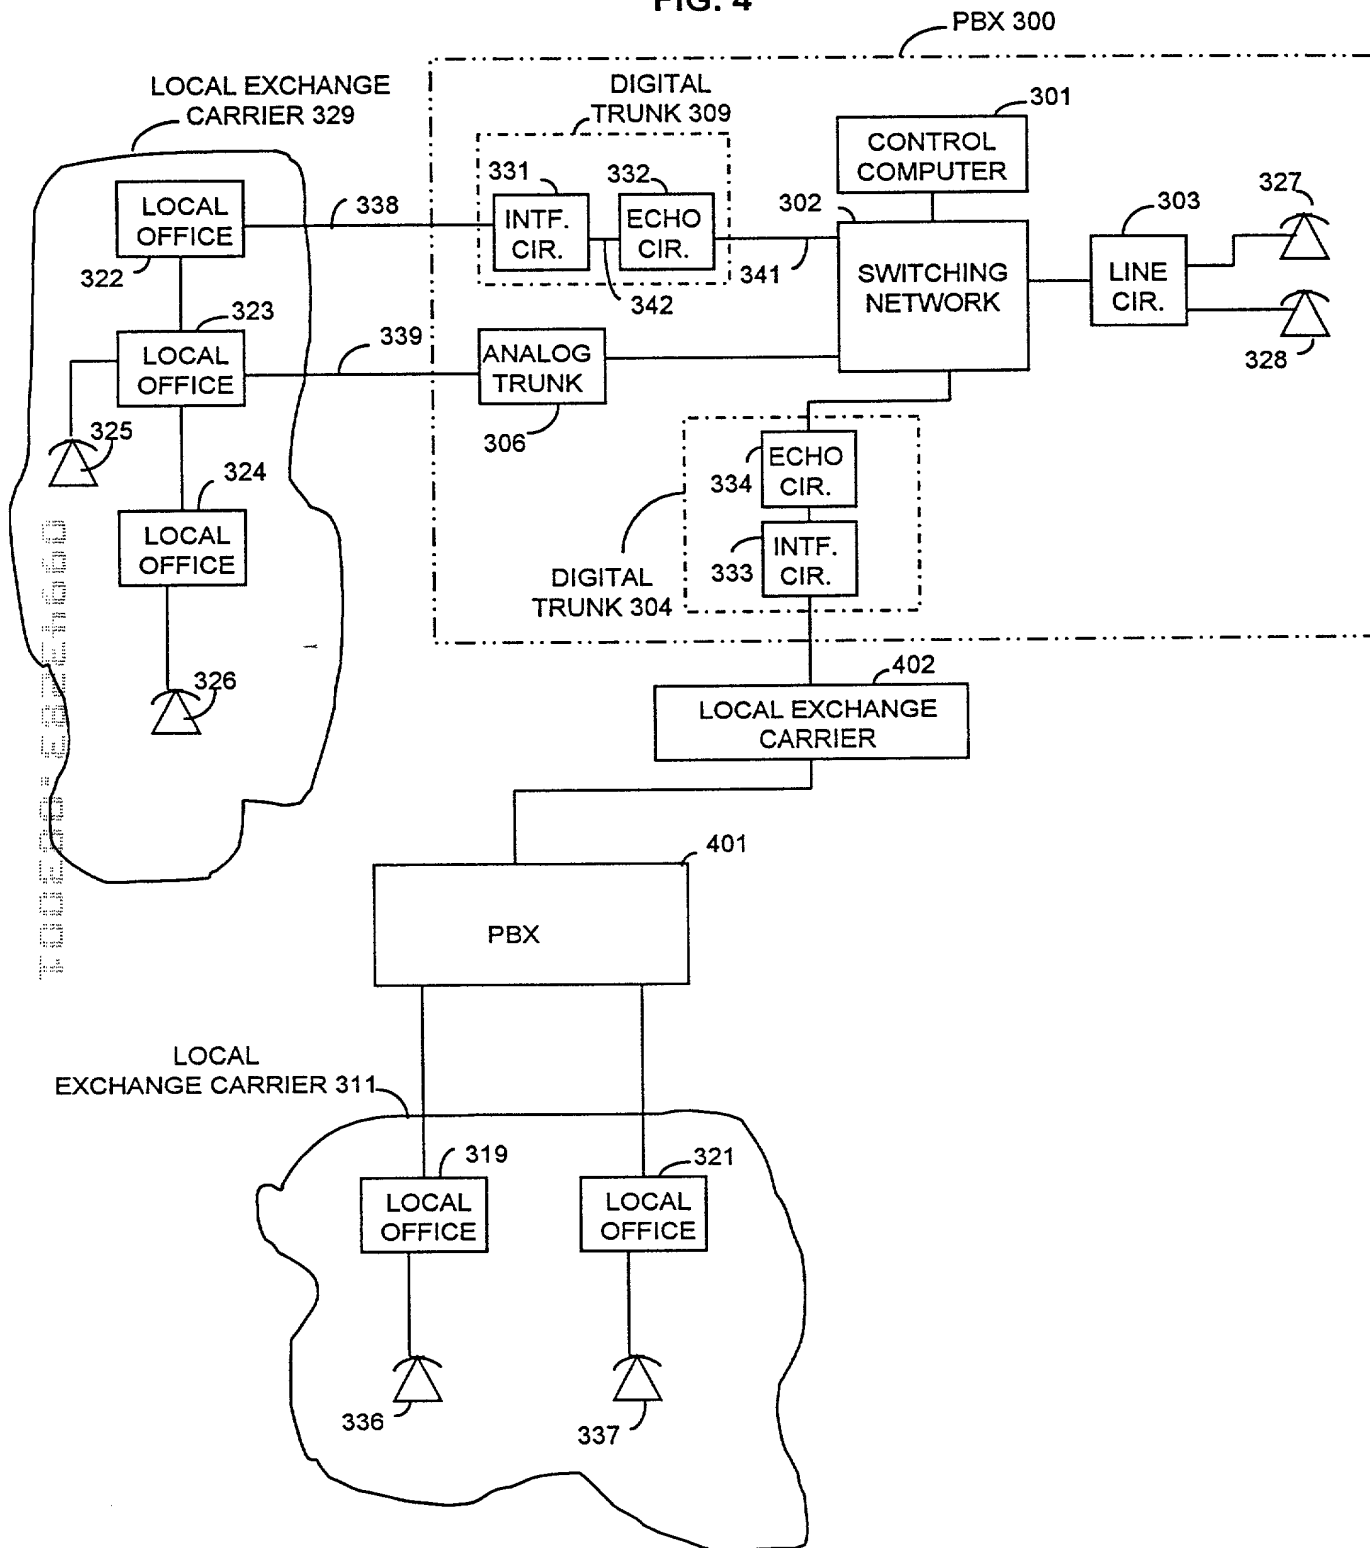 FIG. 4
PBX 300
LOCAL EXCHANGE
CARRIER 329
DIGITAL
TRUNK 309
301
CONTROL
COMPUTER
331
332
302
303
327
LOCAL
OFFICE
338
INTF.
CIR.
ECHO
CIR.
SWITCHING
NETWORK
LINE
CIR.
322
342
341
323
339
328
LOCAL
OFFICE
ANALOG
TRUNK
306
325
324
ECHO
CIR.
334
LOCAL
OFFICE
INTF.
CIR.
333
DIGITAL
TRUNK 304
326
402
LOCAL EXCHANGE
CARRIER
401
PBX
LOCAL
EXCHANGE CARRIER 311
319
321
LOCAL
OFFICE
LOCAL
OFFICE
336
337